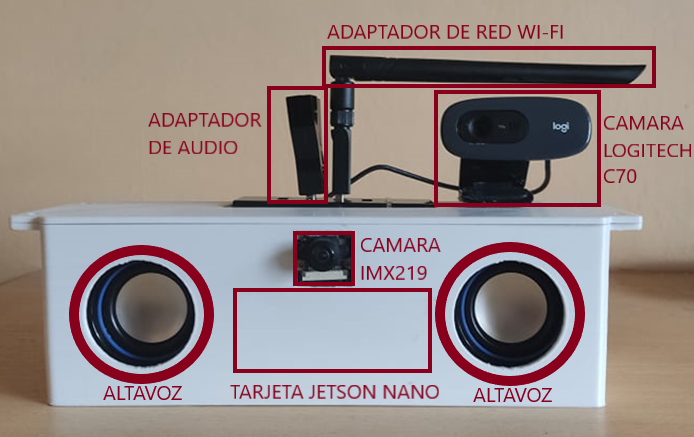 ADAPTADOR DE RED WI-FI
ADAPTADOR
DE AUDIO
logi
CAMARA
LOGITECH
C70
CAMARA
IMX219
ALTAVOZ
TARJETA JETSON NANO
ALTAVOZ